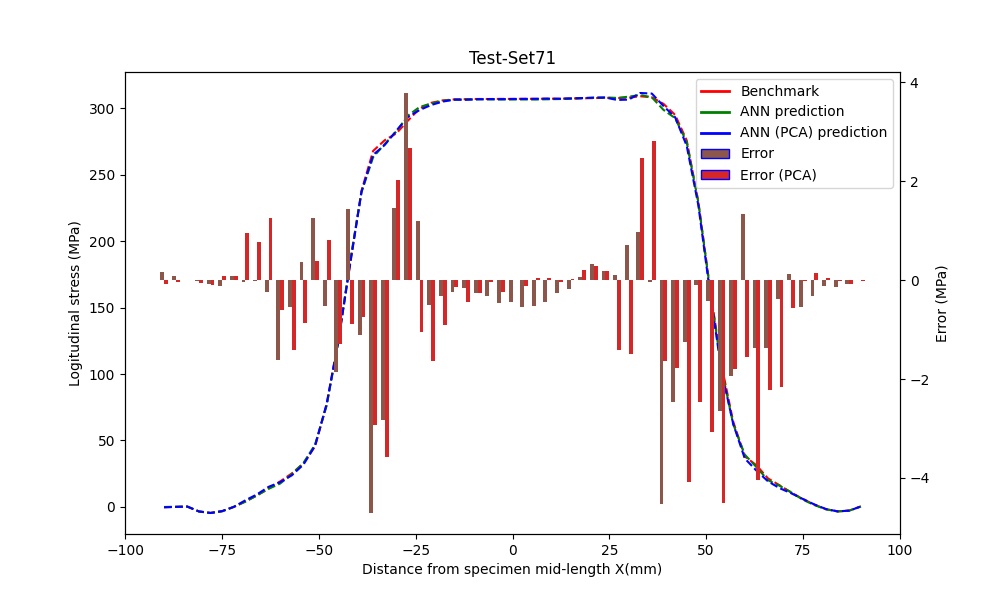 Test-Set71
Benchmark
ANN prediction
ANN (PCA) prediction
Error
Error (PCA)
Logitudinal stress (MPa)
300
250
200
150
100
50
0
4
2
0
−2
−4
Error (MPa)
−100 −75 −50 −25 0 25 50 75 100
Distance from specimen mid-length X(mm)